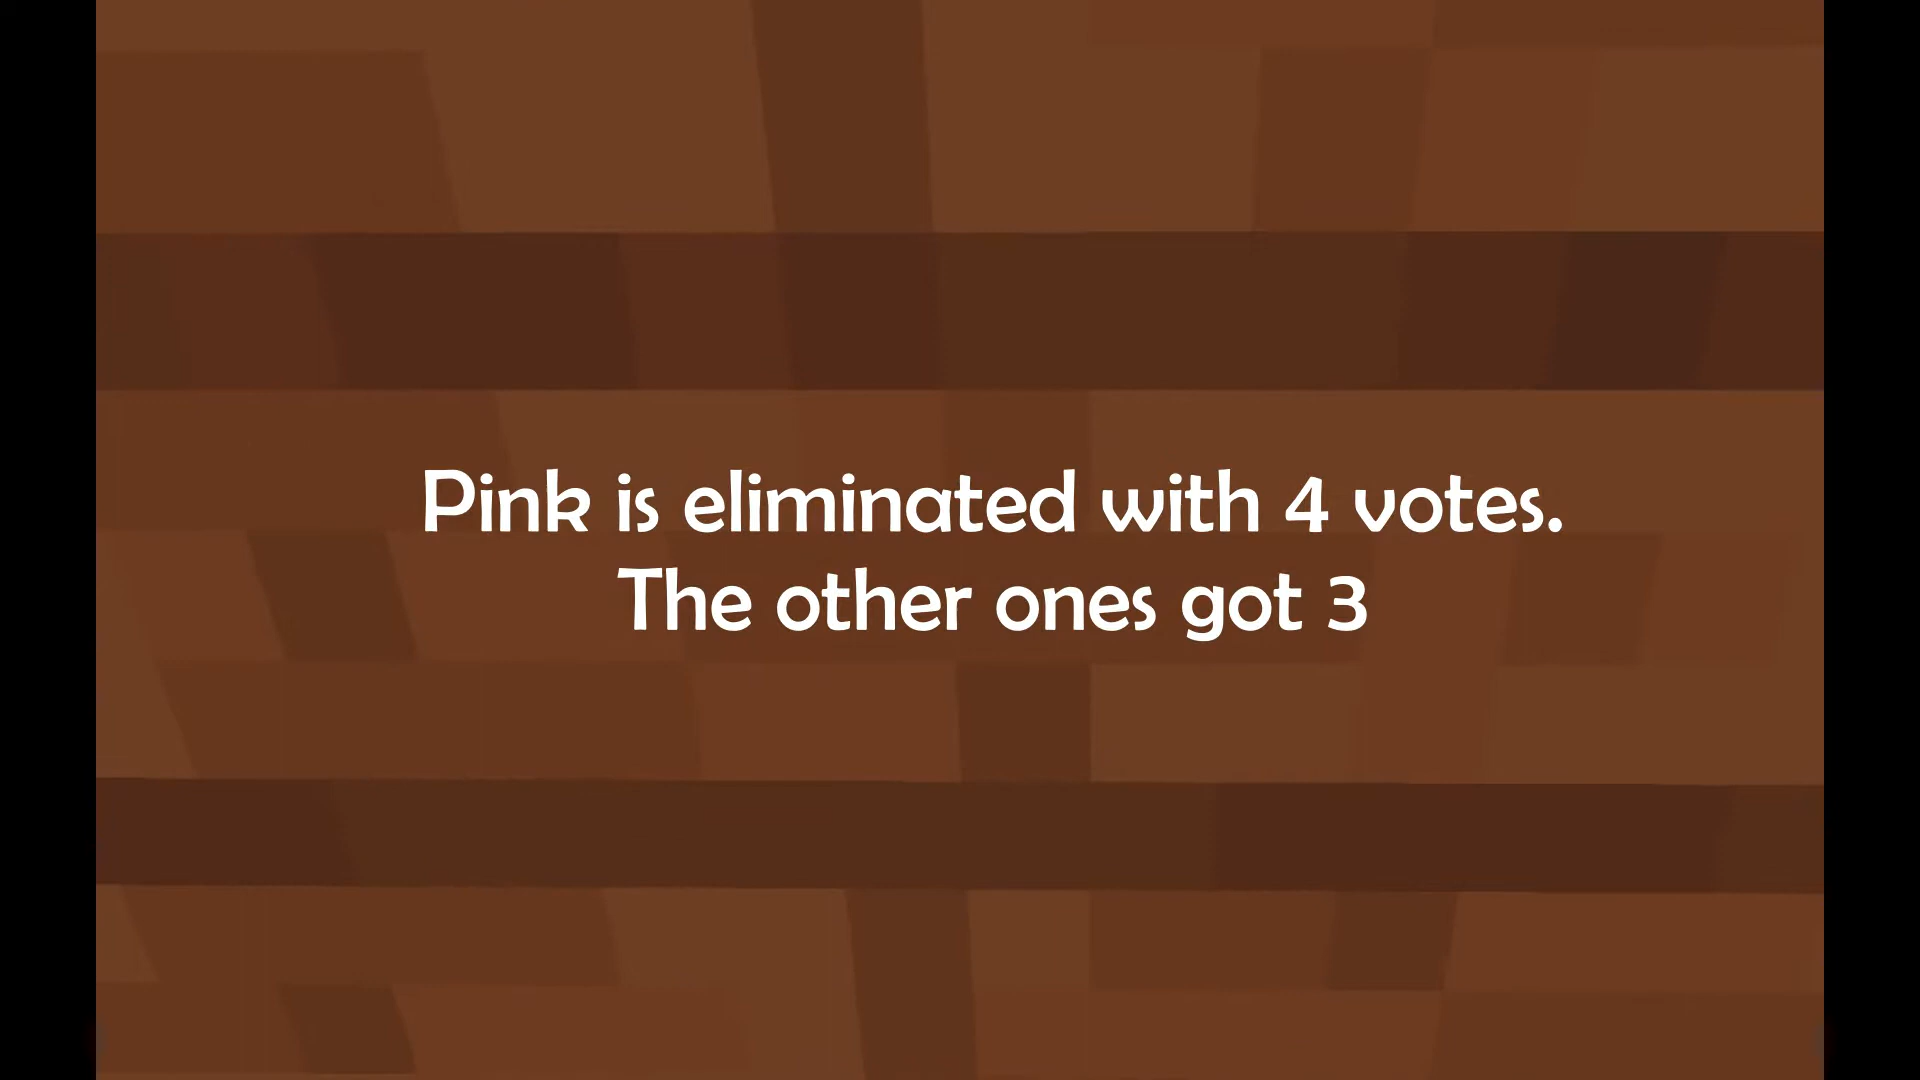 Pink is eliminated with 4 votes.
The other ones got 3